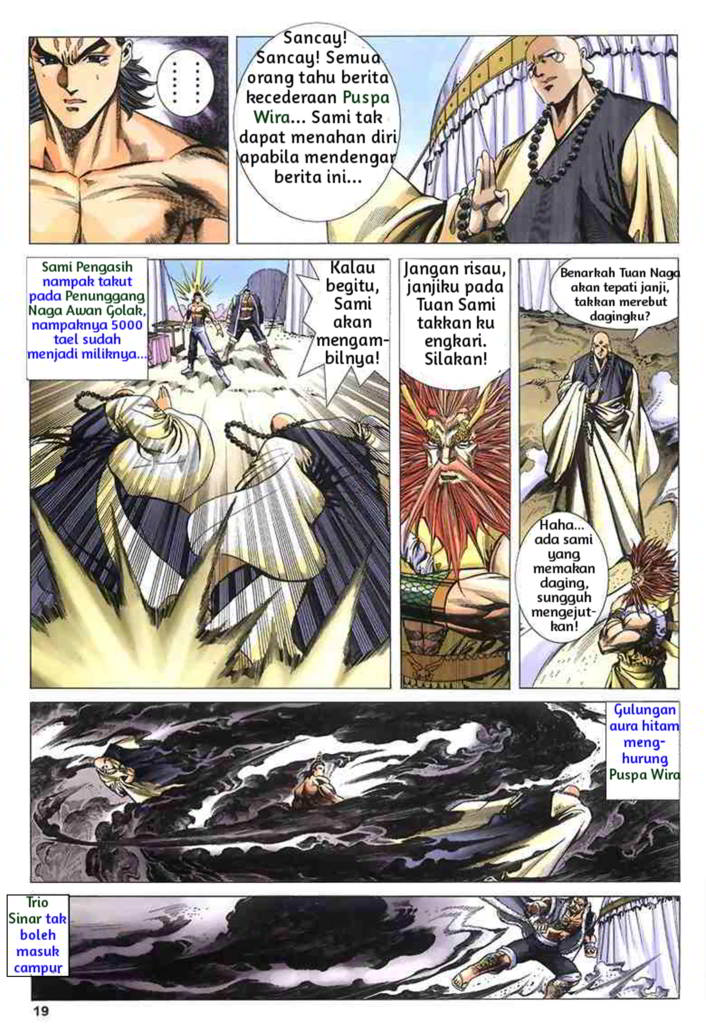 Sancay!
Sancay! Semua
orang tahu berita
kecederaan Puspa
Wira... Sami tak
dapat menahan diri
apabila mendengar
berita ini...
Sami Pengasih
nampak takut
pada Penunggang
Naga Awan Golak,
nampaknya 5000
tael sudah
menjadi miliknya...
Kalau
begitu,
Sami
akan
mengam-
bilnya!
Jangan risau,
janjiku pada
Tuan Sami
takkan ku
engkari.
Silakan!
Benarkah Tuan Naga
akan tepati janji,
takkan merebut
dagingku?
Haha...
ada sami
yang
memakan
daging,
sungguh
mengejut-
kan!
Gulungan
aura hitam
meng-
hurung
Puspa Wira
Trio
Sinar tak
boleh
masuk
campur
19